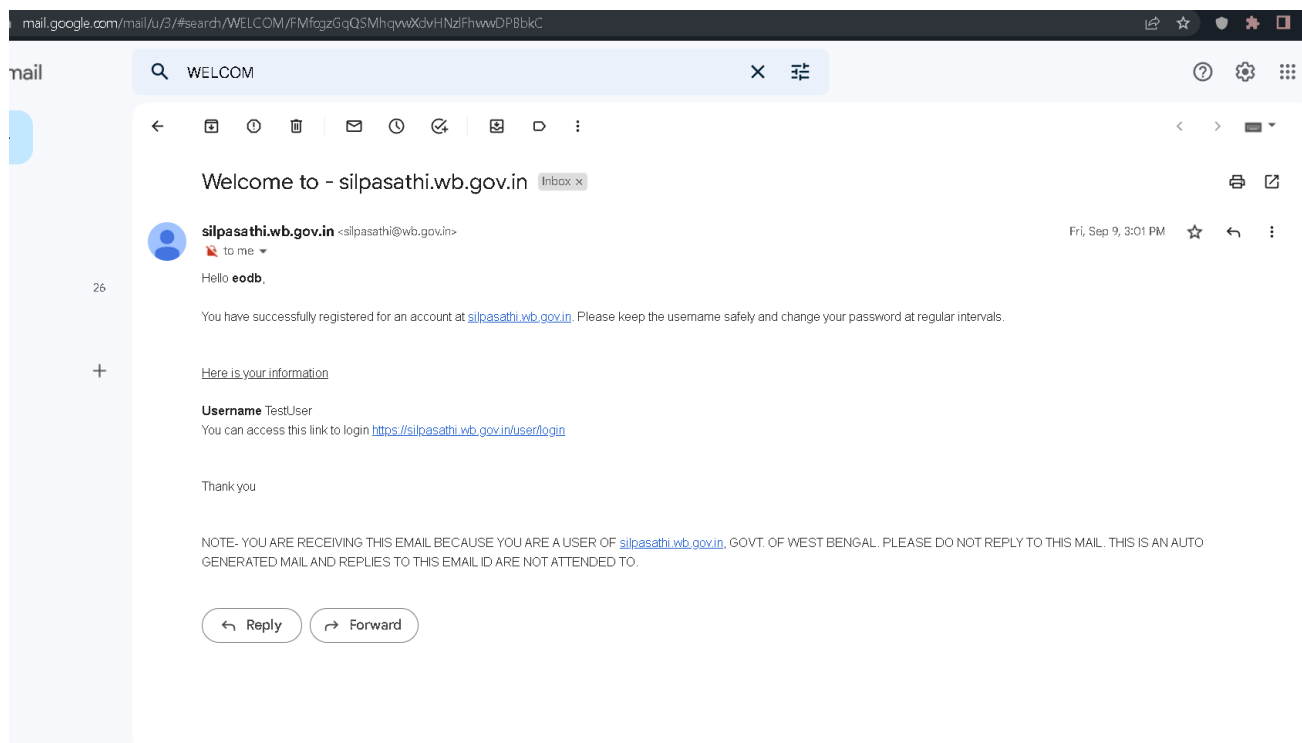 mail.google.com/mail/u/3/#search/WELCOM/FMfcgzGqQSMhqvwXdvHNzlFhwwDPBbkC
mail
WELCOM
Welcome to - silpasathi.wb.gov.in Inbox ×
silpasathi.wb.gov.in <silpasathi@wb.gov.in>
Fri, Sep 9, 3:01 PM
to me
Hello eodb,
26
You have successfully registered for an account at silpasathi.wb.gov.in. Please keep the username safely and change your password at regular intervals.
Here is your information
Username TestUser
You can access this link to login https://silpasathi.wb.gov.in/user/login
Thank you
NOTE- YOU ARE RECEIVING THIS EMAIL BECAUSE YOU ARE A USER OF silpasathi.wb.gov.in, GOVT. OF WEST BENGAL. PLEASE DO NOT REPLY TO THIS MAIL. THIS IS AN AUTO
GENERATED MAIL AND REPLIES TO THIS EMAIL ID ARE NOT ATTENDED TO.
Reply
Forward